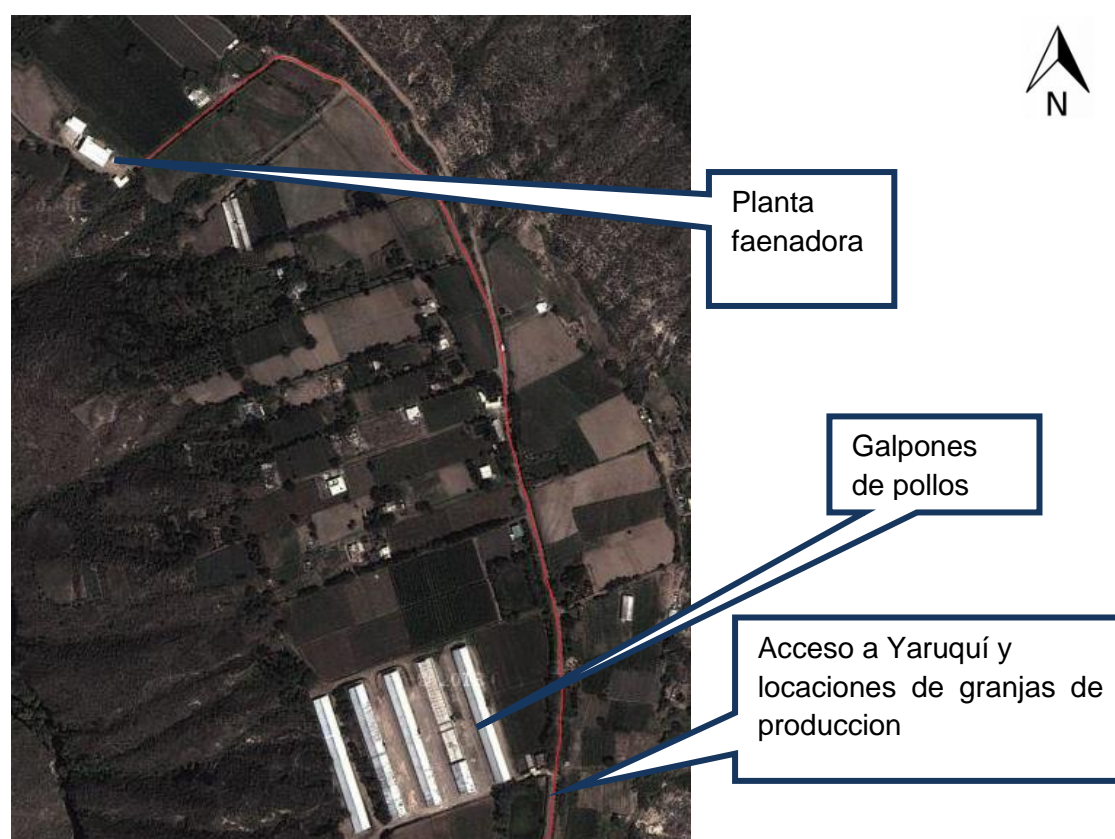 N
Planta
faenadora
Galpones
de pollos
Acceso a Yaruquí y
locaciones de granjas de
produccion